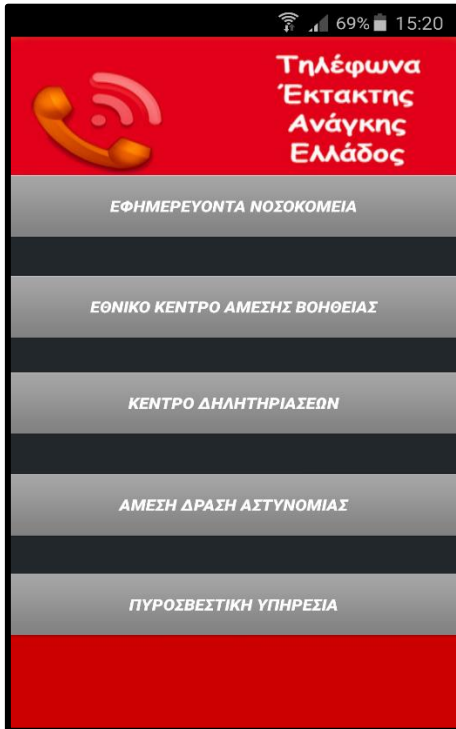 69% 15:20
Τηλέφωνα
Έκτακτης
Ανάγκης
Ελλάδος
ΕΦΗΜΕΡΕΥΟΝΤΑ ΝΟΣΟΚΟΜΕΙΑ
ΕΘΝΙΚΟ ΚΕΝΤΡΟ ΑΜΕΣΗΣ ΒΟΗΘΕΙΑΣ
ΚΕΝΤΡΟ ΔΗΛΗΤΗΡΙΑΣΕΩΝ
ΑΜΕΣΗ ΔΡΑΣΗ ΑΣΤΥΝΟΜΙΑΣ
ΠΥΡΟΣΒΕΣΤΙΚΗ ΥΠΗΡΕΣΙΑ